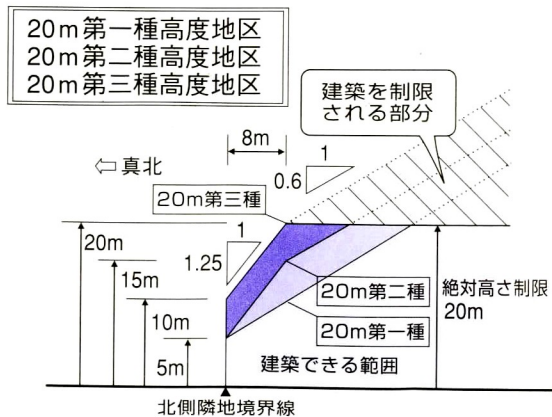 20m第一種高度地区
20m第二種高度地区
20m第三種高度地区
建築を制限
される部分
8m
1
0.6
⇦真北
20m第三種
1
1.25
20m
15m
10m
5m
20m第二種
20m第一種
絶対高さ制限
20m
建築できる範囲
北側隣地境界線